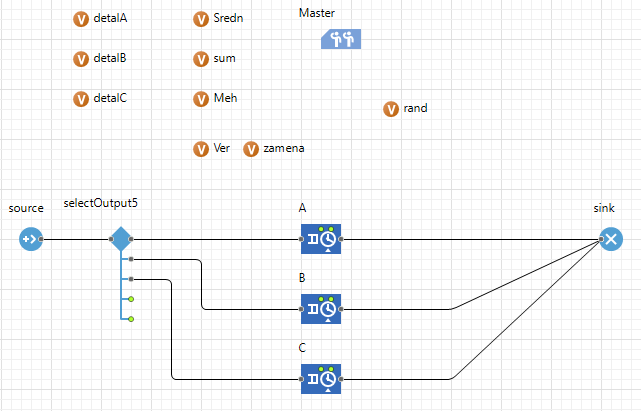 detalA
Sredn
Master
detalB
sum
detalC
Meh
rand
Ver
zamena
source
selectOutput5
A
sink
B
C